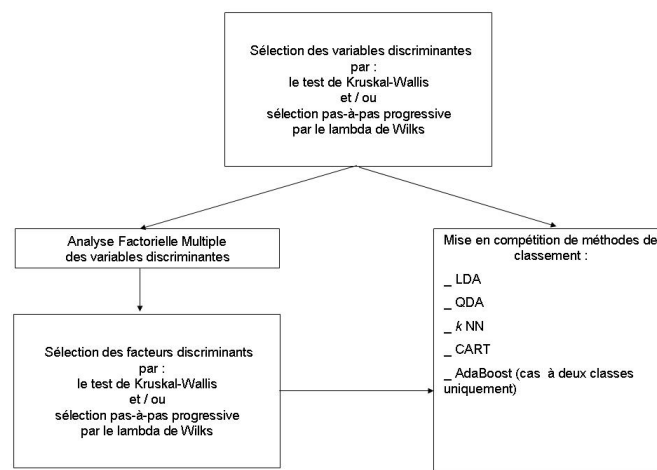 Sélection des variables discriminantes
par :
le test de Kruskal-Wallis
et / ou
sélection pas-à-pas progressive
par le lambda de Wilks
Analyse Factorielle Multiple
des variables discriminantes
Sélection des facteurs discriminants
par :
le test de Kruskal-Wallis
et / ou
sélection pas-à-pas progressive
par le lambda de Wilks
Mise en compétition de méthodes de
classement :
_ LDA
_ QDA
_ k NN
_ CART
_ AdaBoost (cas à deux classes
uniquement)